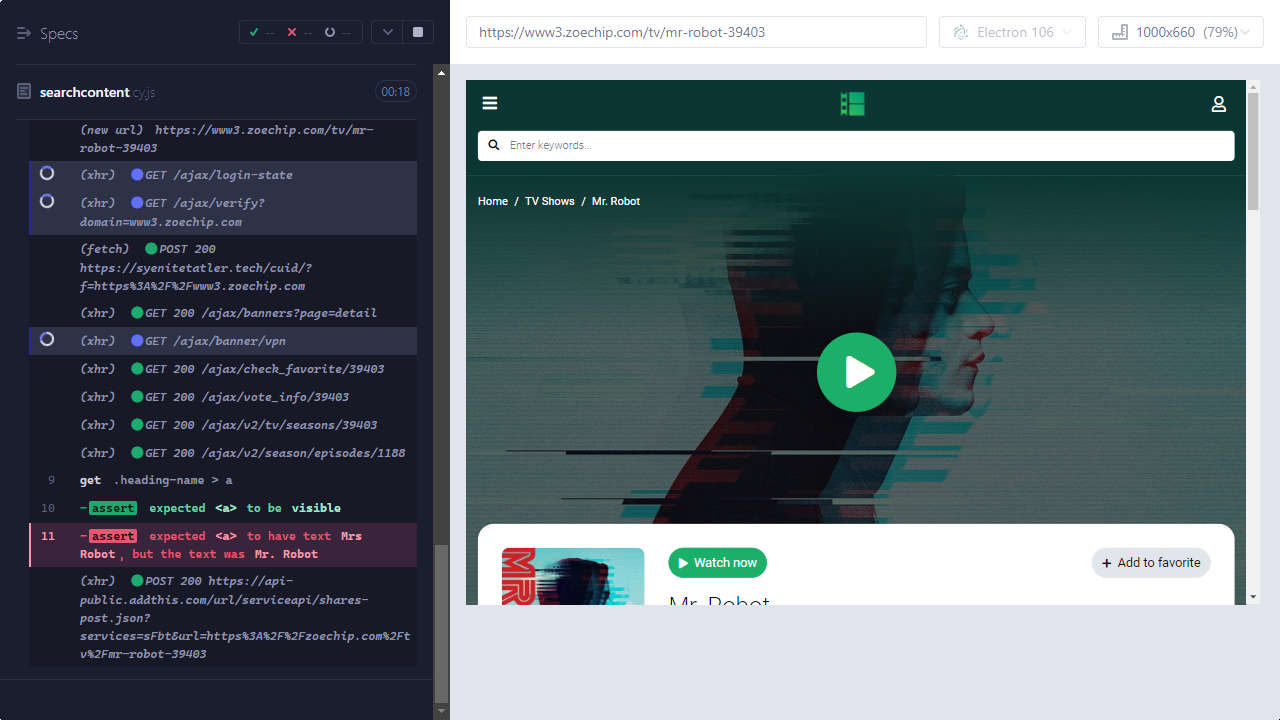 Specs
-- -- --
searchcontent.cy.js
00:18
(new url) https://www3.zoechip.com/tv/mr-
robot-39403
(xhr) GET /ajax/login-state
(xhr) GET /ajax/verify?
domain=www3.zoechip.com
(fetch) POST 200
https://syenitetatler.tech/cuid/?
f=https%3A%2F%2Fwww3.zoechip.com
(xhr) GET 200 /ajax/banners?page=detail
(xhr) GET /ajax/banner/vpn
(xhr) GET 200 /ajax/check_favorite/39403
(xhr) GET 200 /ajax/vote_info/39403
(xhr) GET 200 /ajax/v2/tv/seasons/39403
(xhr) GET 200 /ajax/v2/season/episodes/1188
9 get .heading-name > a
10 -assert expected <a> to be visible
11 -assert expected <a> to have text Mrs
Robot, but the text was Mr. Robot
(xhr) POST 200 https://api-
public.addthis.com/url/serviceapi/shares-
post.json?
services=sFbt&url=https%3A%2F%2Fzoechip.com%2Ft
v%2Fmr-robot-39403
https://www3.zoechip.com/tv/mr-robot-39403
Electron 106
1000x660 (79%)
Enter keywords...
Home / TV Shows / Mr. Robot
MR
Watch now
Add to favorite
Mr. Robot